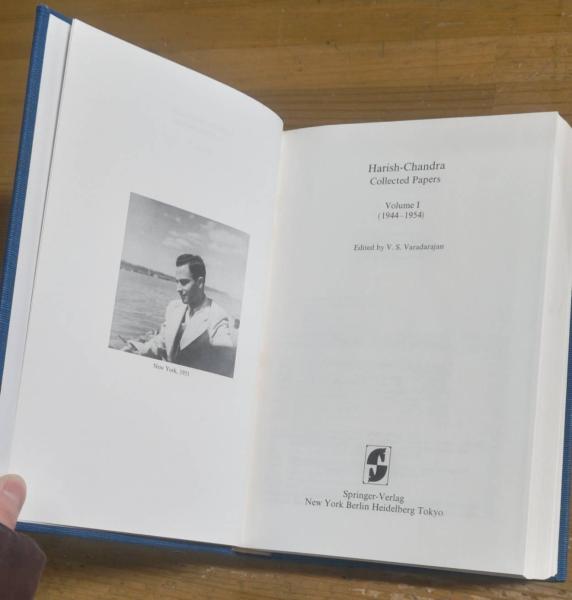 New York, 1951
Harish-Chandra
Collected Papers
Volume I
(1944–1954)
Edited by V. S. Varadarajan
Springer-Verlag
New York Berlin Heidelberg Tokyo